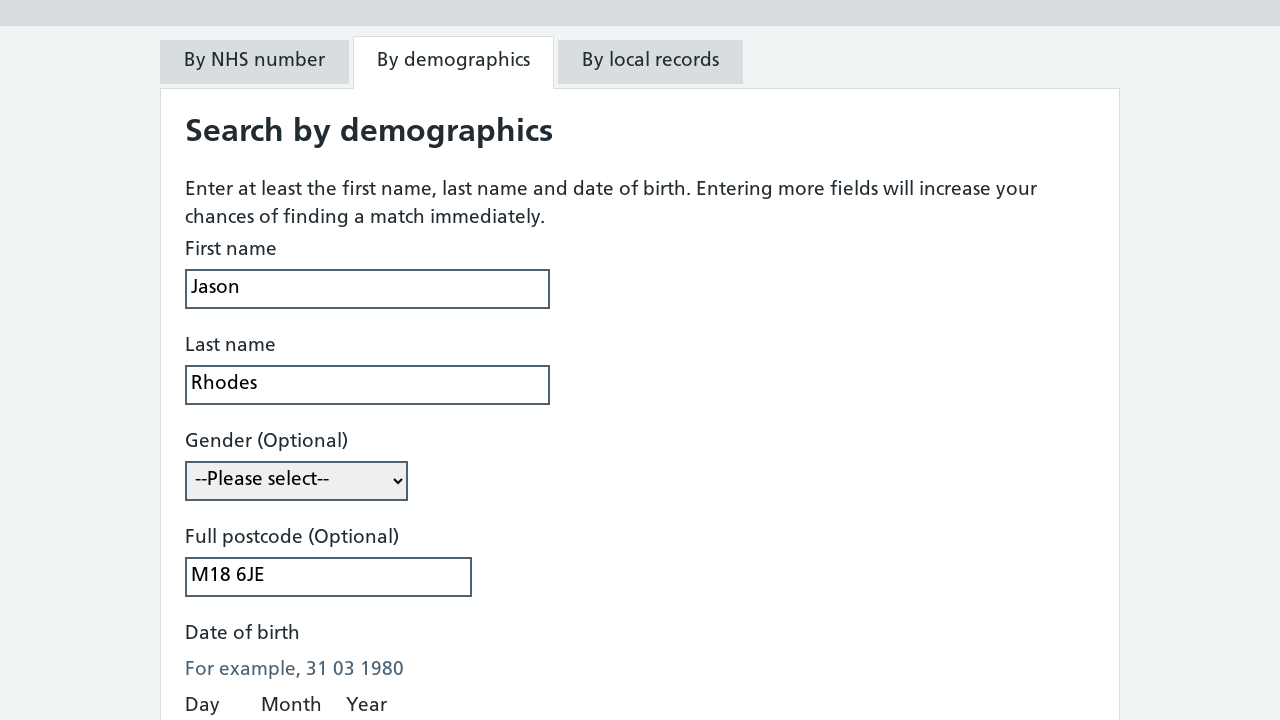 By NHS number
By demographics
By local records
Search by demographics
Enter at least the first name, last name and date of birth. Entering more fields will increase your
chances of finding a match immediately.
First name
Jason
Last name
Rhodes
Gender (Optional)
--Please select--
Full postcode (Optional)
M18 6JE
Date of birth
For example, 31 03 1980
Day Month Year